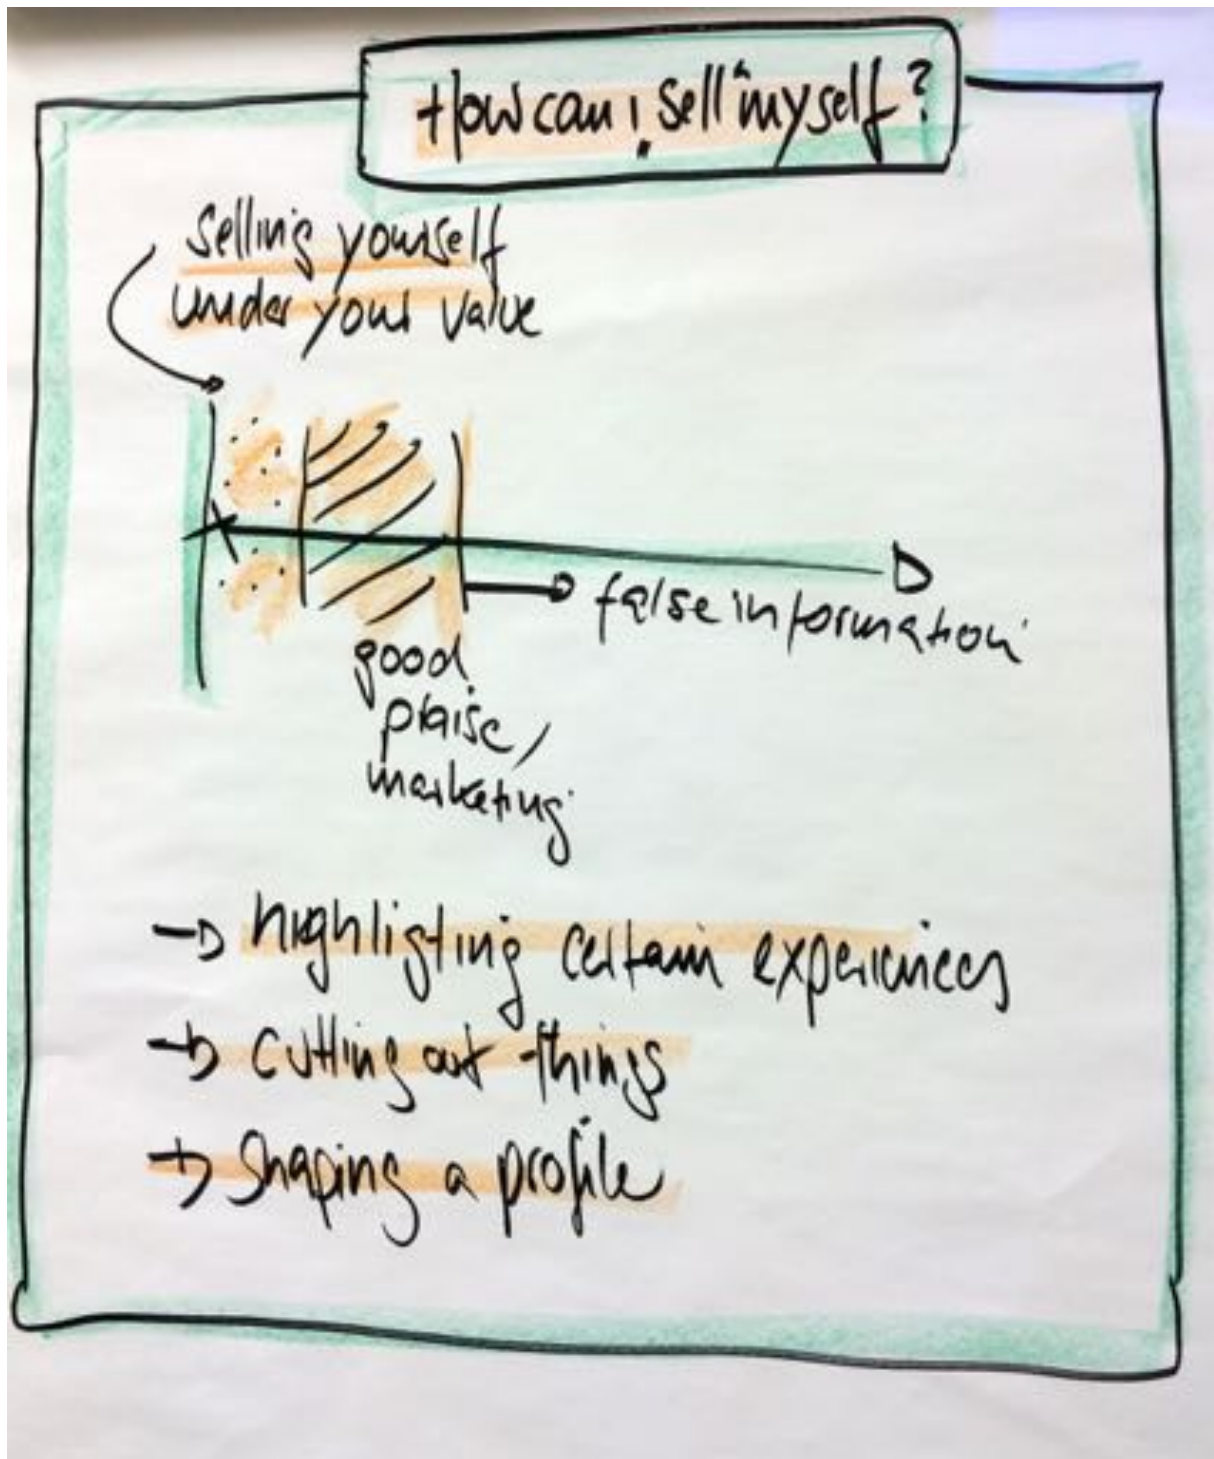 How can I „sell“ myself?
Selling yourself
under your value
false information
good
praise,
marketing
→ highligting certain experiences
→ cutting out things
→ shaping a profile